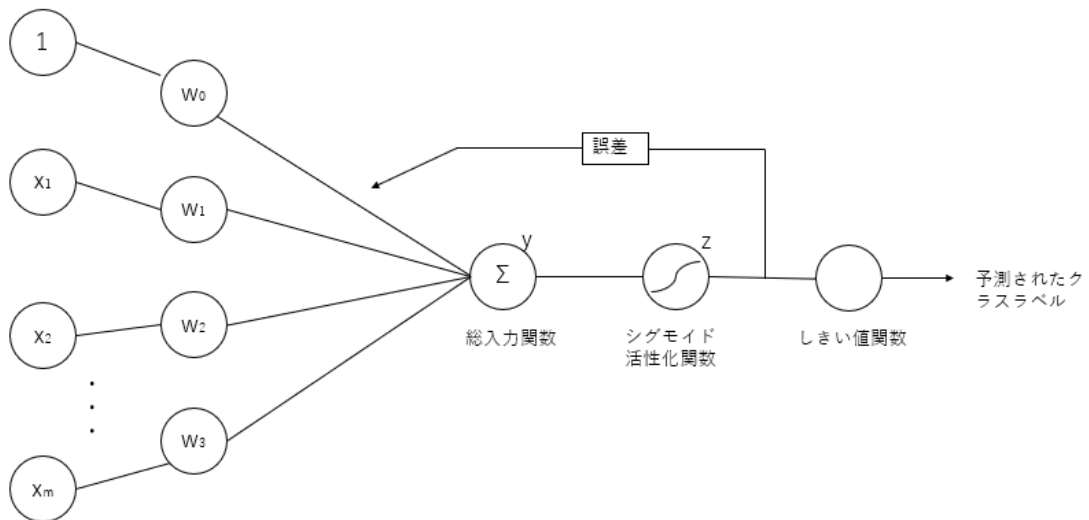 1
W0
誤差
X1
W1
y
z
Σ
予測されたク
ラスラベル
X2
W2
総入力関数
シグモイド
活性化関数
しきい値関数
W3
Xm